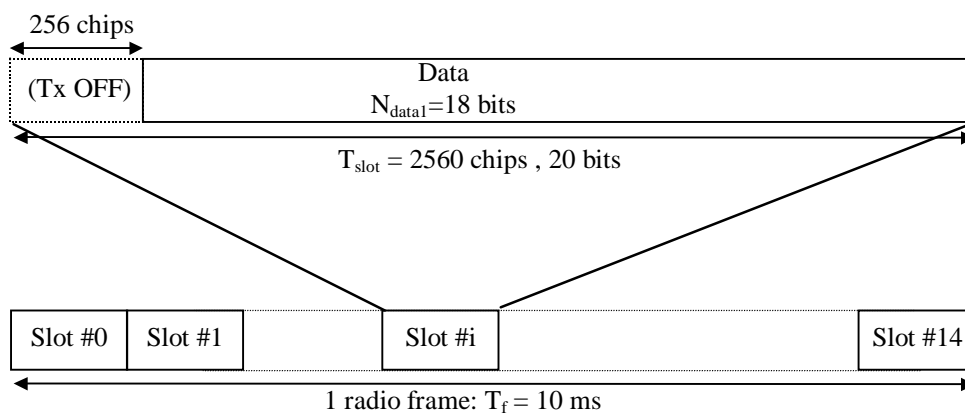 256 chips
(Tx OFF)
Data
N_data1=18 bits
T_slot = 2560 chips , 20 bits
Slot #0
Slot #1
Slot #i
Slot #14
1 radio frame: T_f = 10 ms